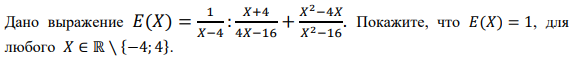 Дано выражение E(X) = 1/(X−4) : (X+4)/(4X−16) + (X²−4X)/(X²−16). Покажите, что E(X) = 1, для
любого X ∈ ℝ \ {−4; 4}.